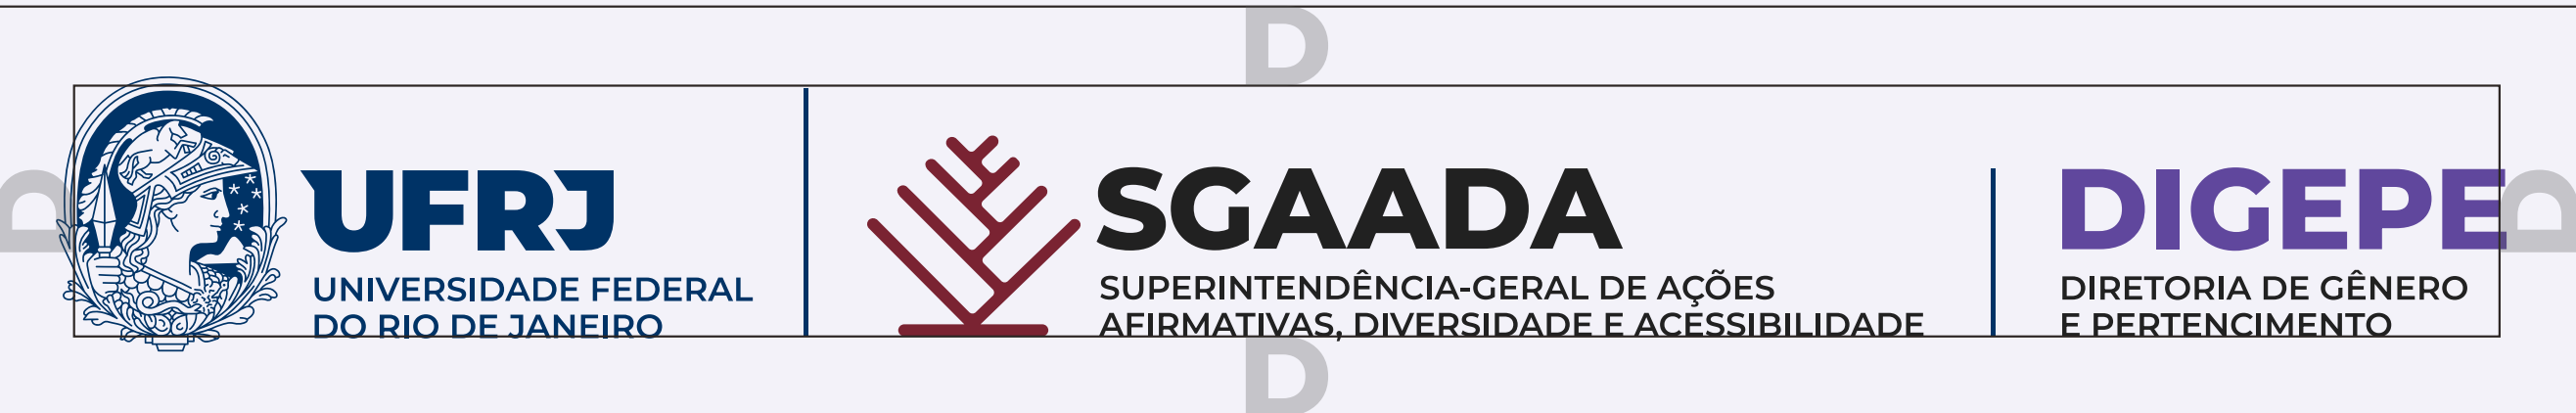 D
UFRJ
UNIVERSIDADE FEDERAL
DO RIO DE JANEIRO
SGAADA
SUPERINTENDÊNCIA-GERAL DE AÇÕES
AFIRMATIVAS, DIVERSIDADE E ACESSIBILIDADE
DIGEPE
DIRETORIA DE GÊNERO
E PERTENCIMENTO
D
D
D